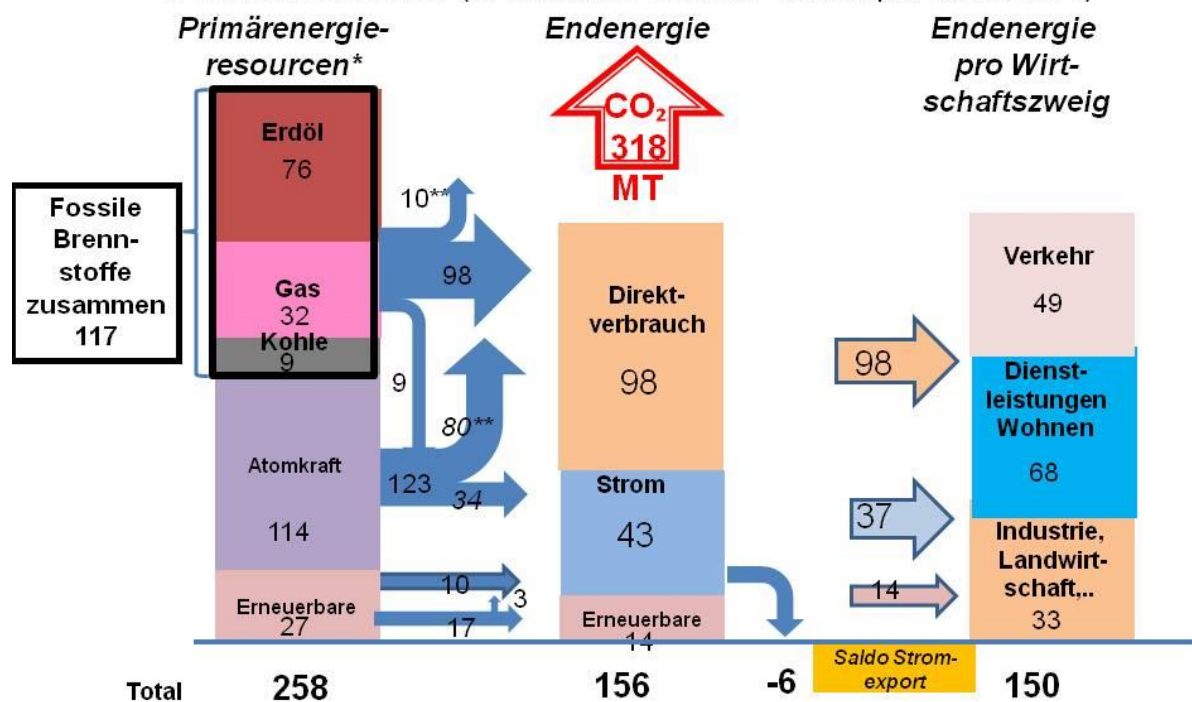 Primärenergie-
resourcen*
Endenergie
Endenergie
pro Wirt-
schaftszweig
CO₂
318
MT
Fossile
Brenn-
stoffe
zusammen
117
Erdöl
76
Gas
32
Kohle
9
Atomkraft
114
Erneuerbare
27
10**
98
9
80**
123
34
10
3
17
Direkt-
verbrauch
98
Strom
43
Erneuerbare
14
98
37
14
Verkehr
49
Dienst-
leistungen
Wohnen
68
Industrie,
Landwirt-
schaft,..
33
Saldo Strom-
export
Total
258
156
-6
150